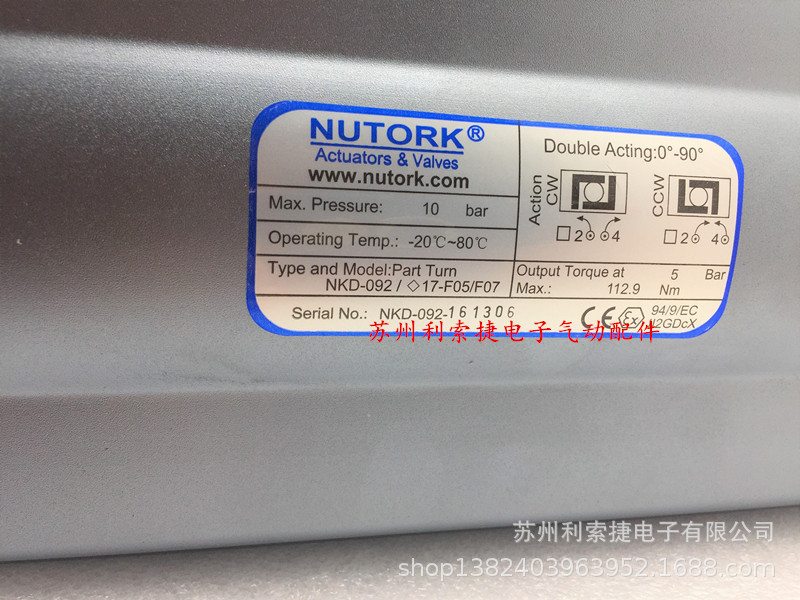 NUTORK®
Actuators & Valves
www.nutork.com
Max. Pressure: 10 bar
Operating Temp.: -20℃~80℃
Type and Model:Part Turn
NKD-092 / ◇17-F05/F07
Double Acting:0°-90°
Action
CW
CCW
2 4
2 4
Output Torque at 5 Bar
Max.: 112.9 Nm
Serial No.: NKD-092-161306
CE Ex 94/9/EC
II2GDcX
苏州利索捷电子气动配件
苏州利索捷电子有限公司
shop1382403963952.1688.com